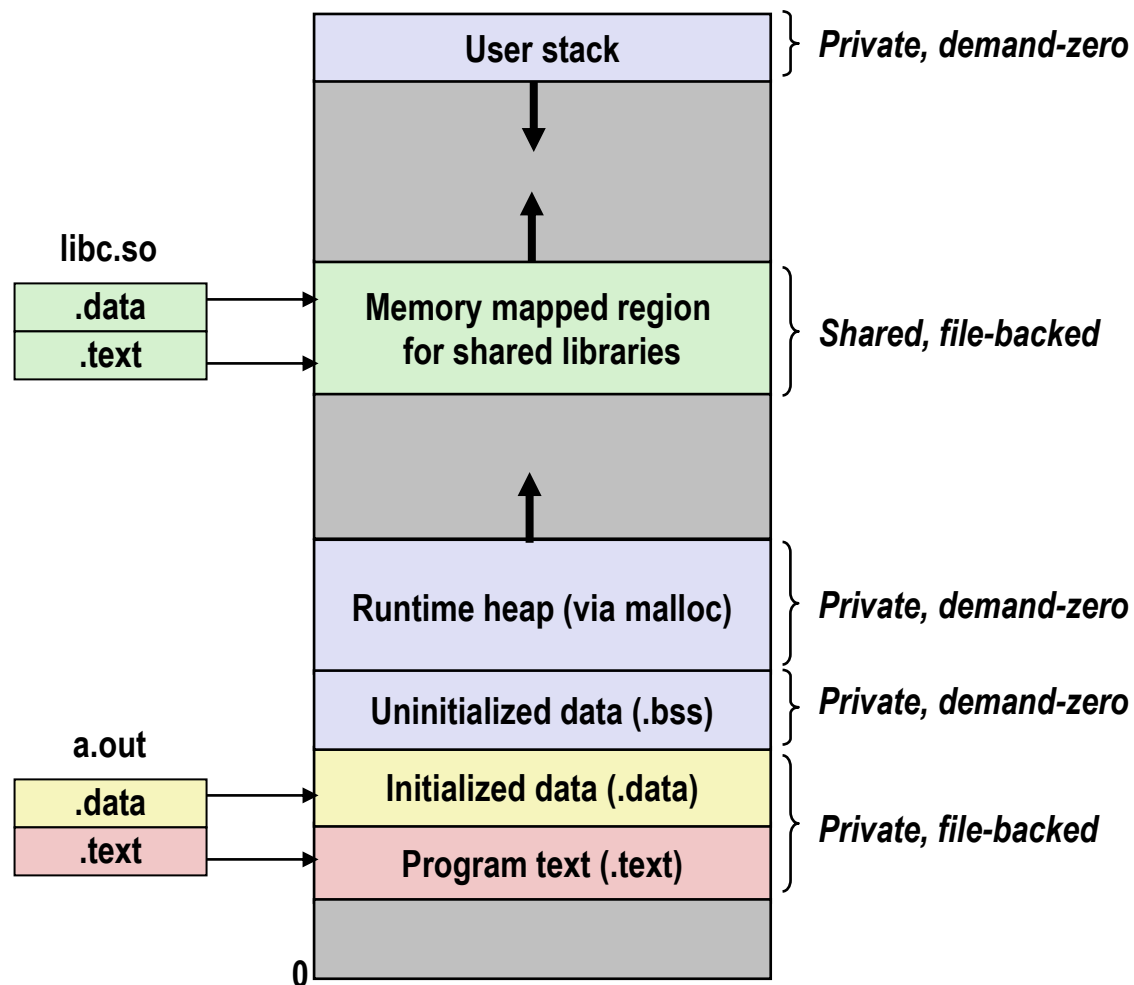 User stack
Private, demand-zero
libc.so
.data
.text
Memory mapped region
for shared libraries
Shared, file-backed
Runtime heap (via malloc)
Private, demand-zero
Uninitialized data (.bss)
Private, demand-zero
a.out
.data
.text
Initialized data (.data)
Program text (.text)
Private, file-backed
0